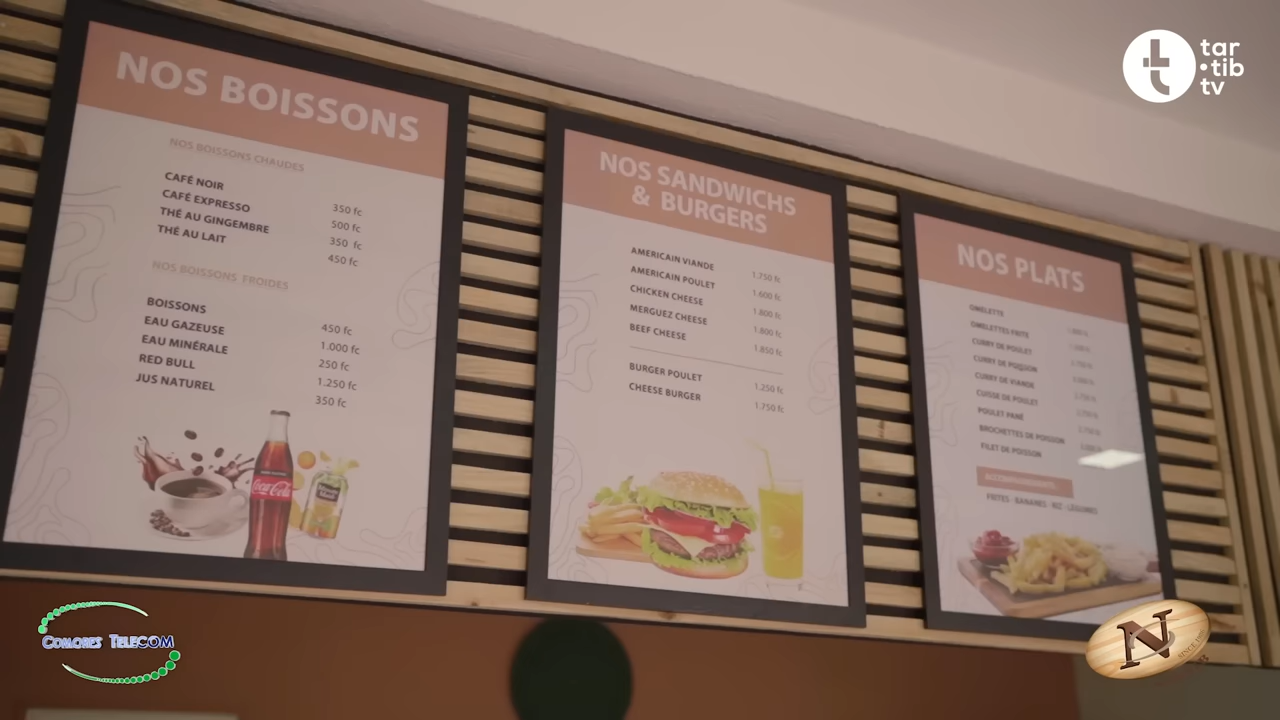 NOS BOISSONS
NOS BOISSONS CHAUDES
CAFÉ NOIR 350 fc
CAFÉ EXPRESSO 500 fc
THÉ AU GINGEMBRE 350 fc
THÉ AU LAIT 450 fc
NOS BOISSONS FROIDES
BOISSONS 450 fc
EAU GAZEUSE 1.000 fc
EAU MINÉRALE 250 fc
RED BULL 1.250 fc
JUS NATUREL 350 fc
Coca-Cola
NOS SANDWICHS
& BURGERS
AMERICAIN VIANDE 1.750 fc
AMERICAIN POULET 1.600 fc
CHICKEN CHEESE 1.800 fc
MERGUEZ CHEESE 1.800 fc
BEEF CHEESE 1.850 fc
BURGER POULET 1.250 fc
CHEESE BURGER 1.750 fc
NOS PLATS
OMELETTE
OMELETTES FRITE
CURRY DE POULET
CURRY DE POISSON
CURRY DE VIANDE
CUISSE DE POULET
POULET PANÉ
BROCHETTES DE POISSON
FILET DE POISSON
ACCOMPAGNEMENTS
FRITES - BANANES - RIZ - LÉGUMES
tar
tib
tv
COMORES TELECOM
N